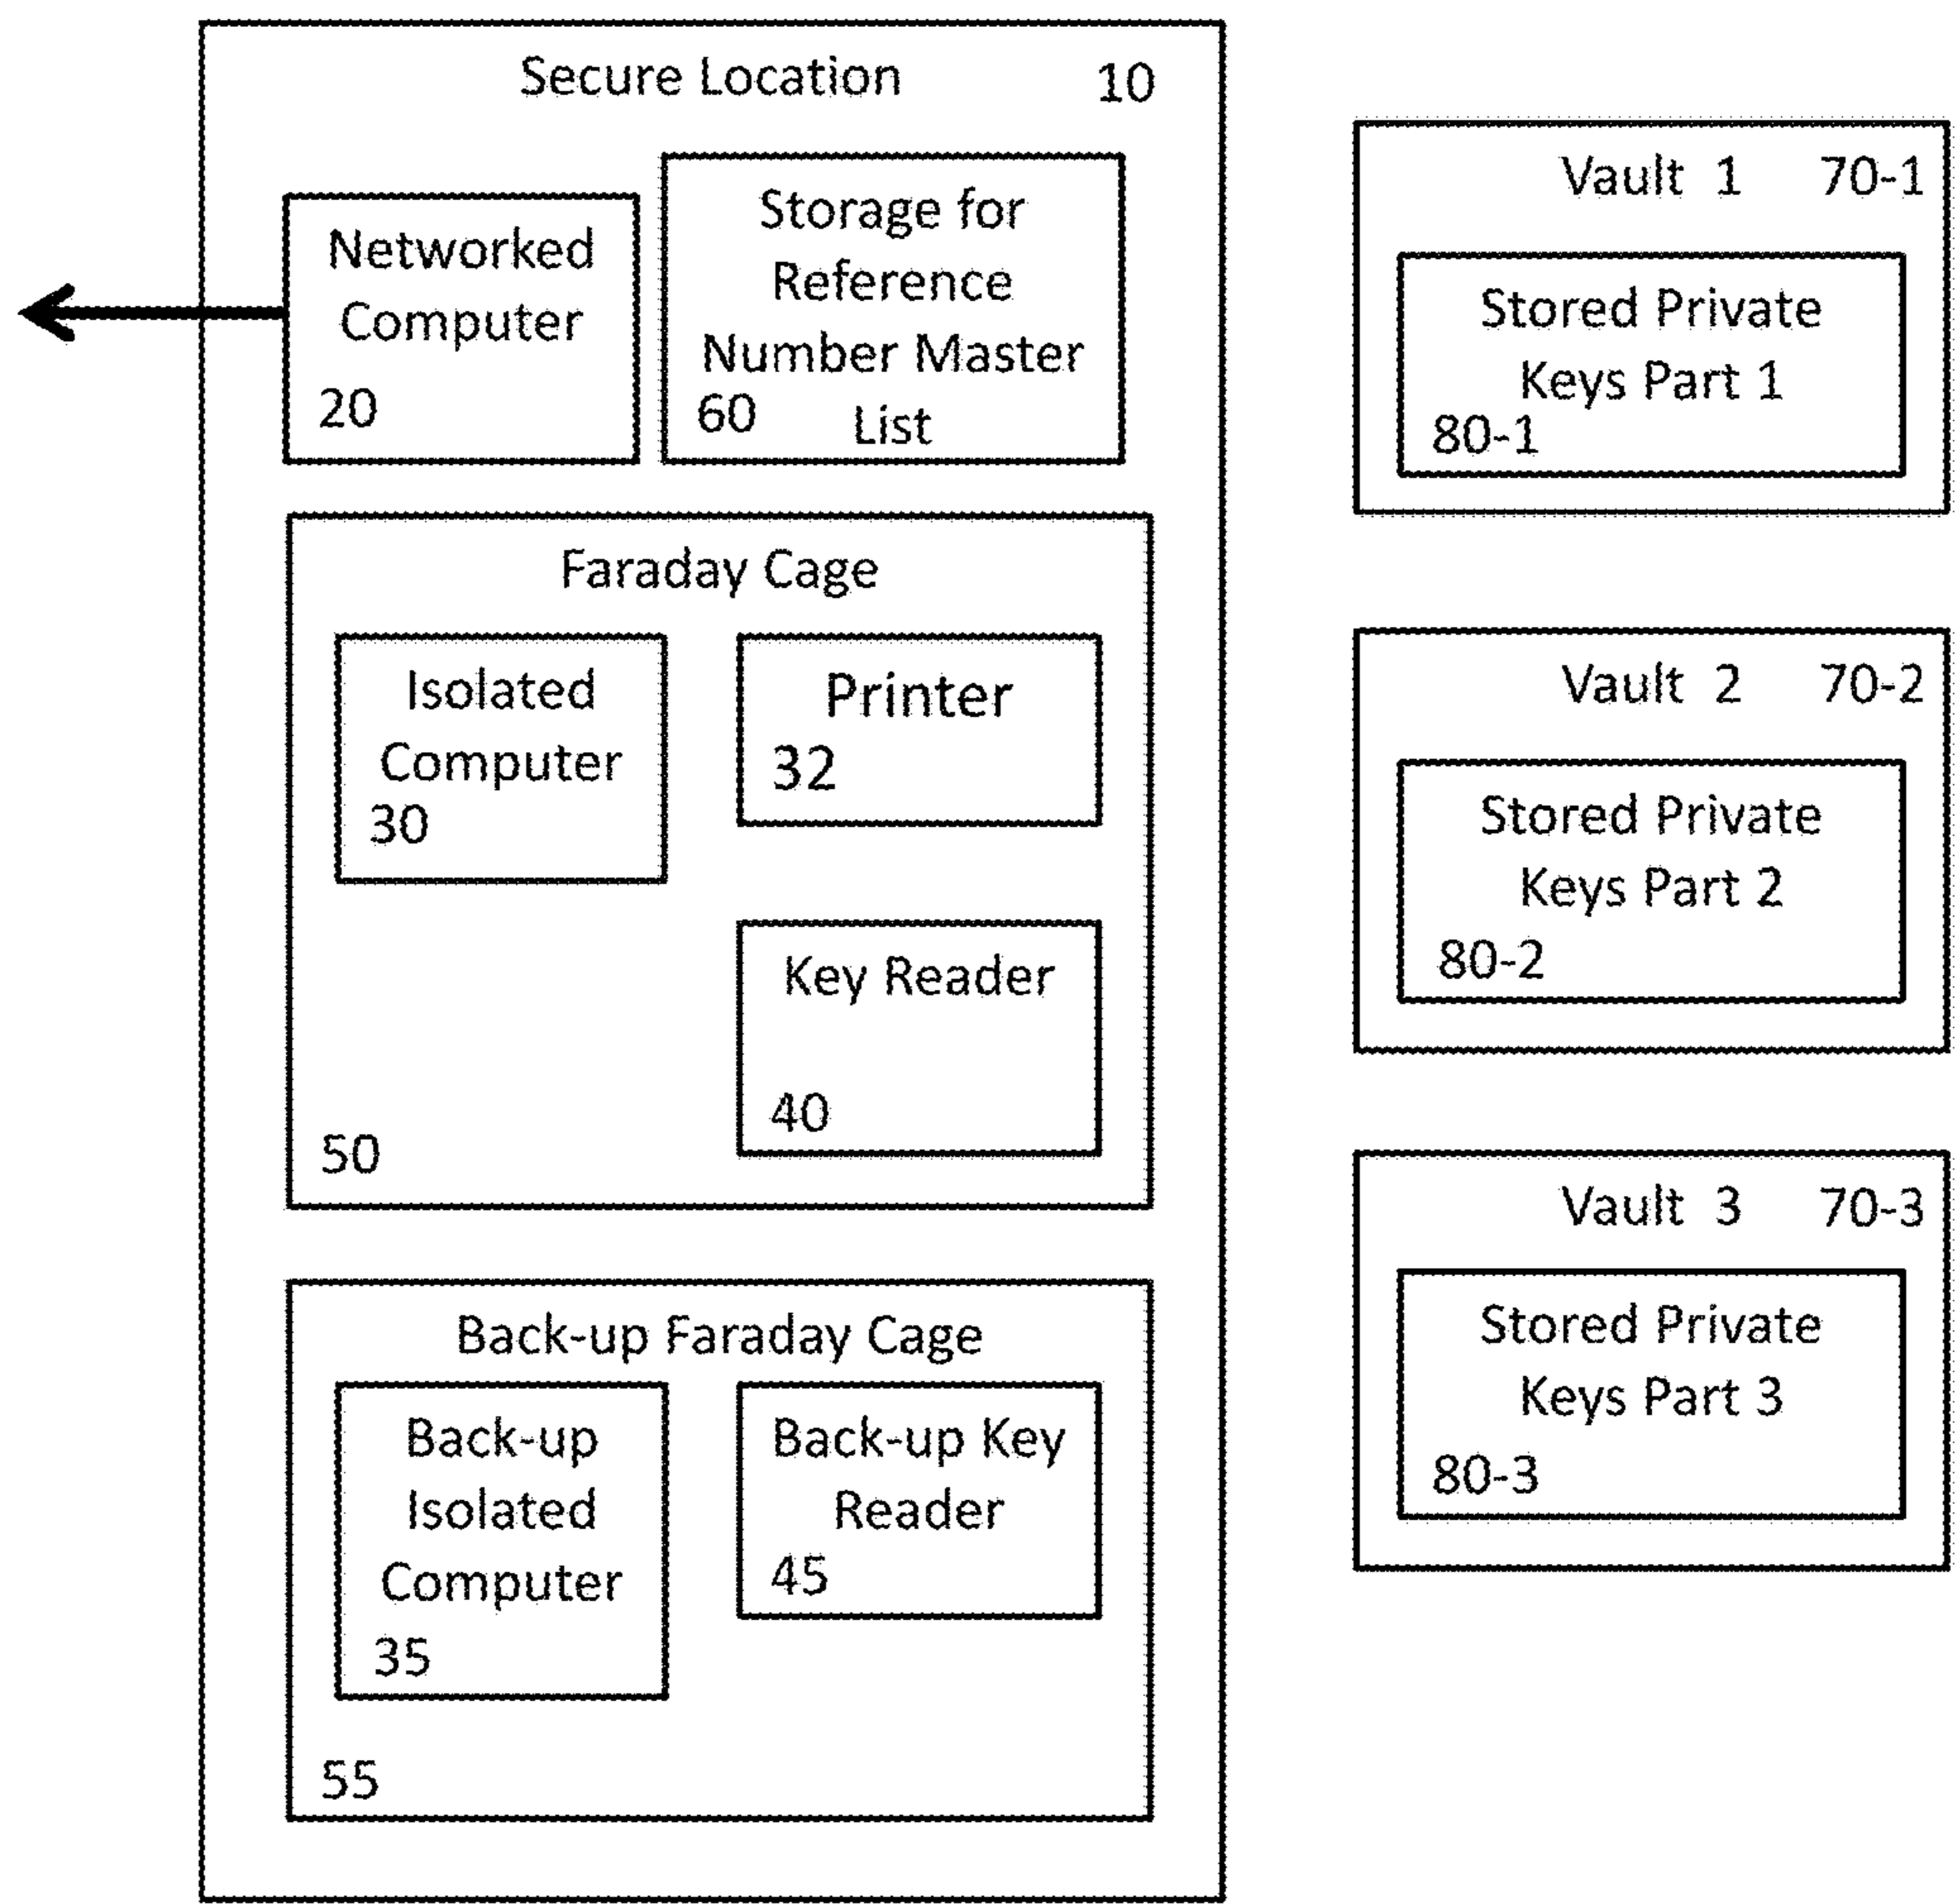 Secure Location 10
Networked
Computer
20
Storage for
Reference
Number Master
60 List
Faraday Cage
Isolated
Computer
30
Printer
32
Key Reader
40
50
Back-up Faraday Cage
Back-up
Isolated
Computer
35
Back-up Key
Reader
45
55
Vault 1 70-1
Stored Private
Keys Part 1
80-1
Vault 2 70-2
Stored Private
Keys Part 2
80-2
Vault 3 70-3
Stored Private
Keys Part 3
80-3